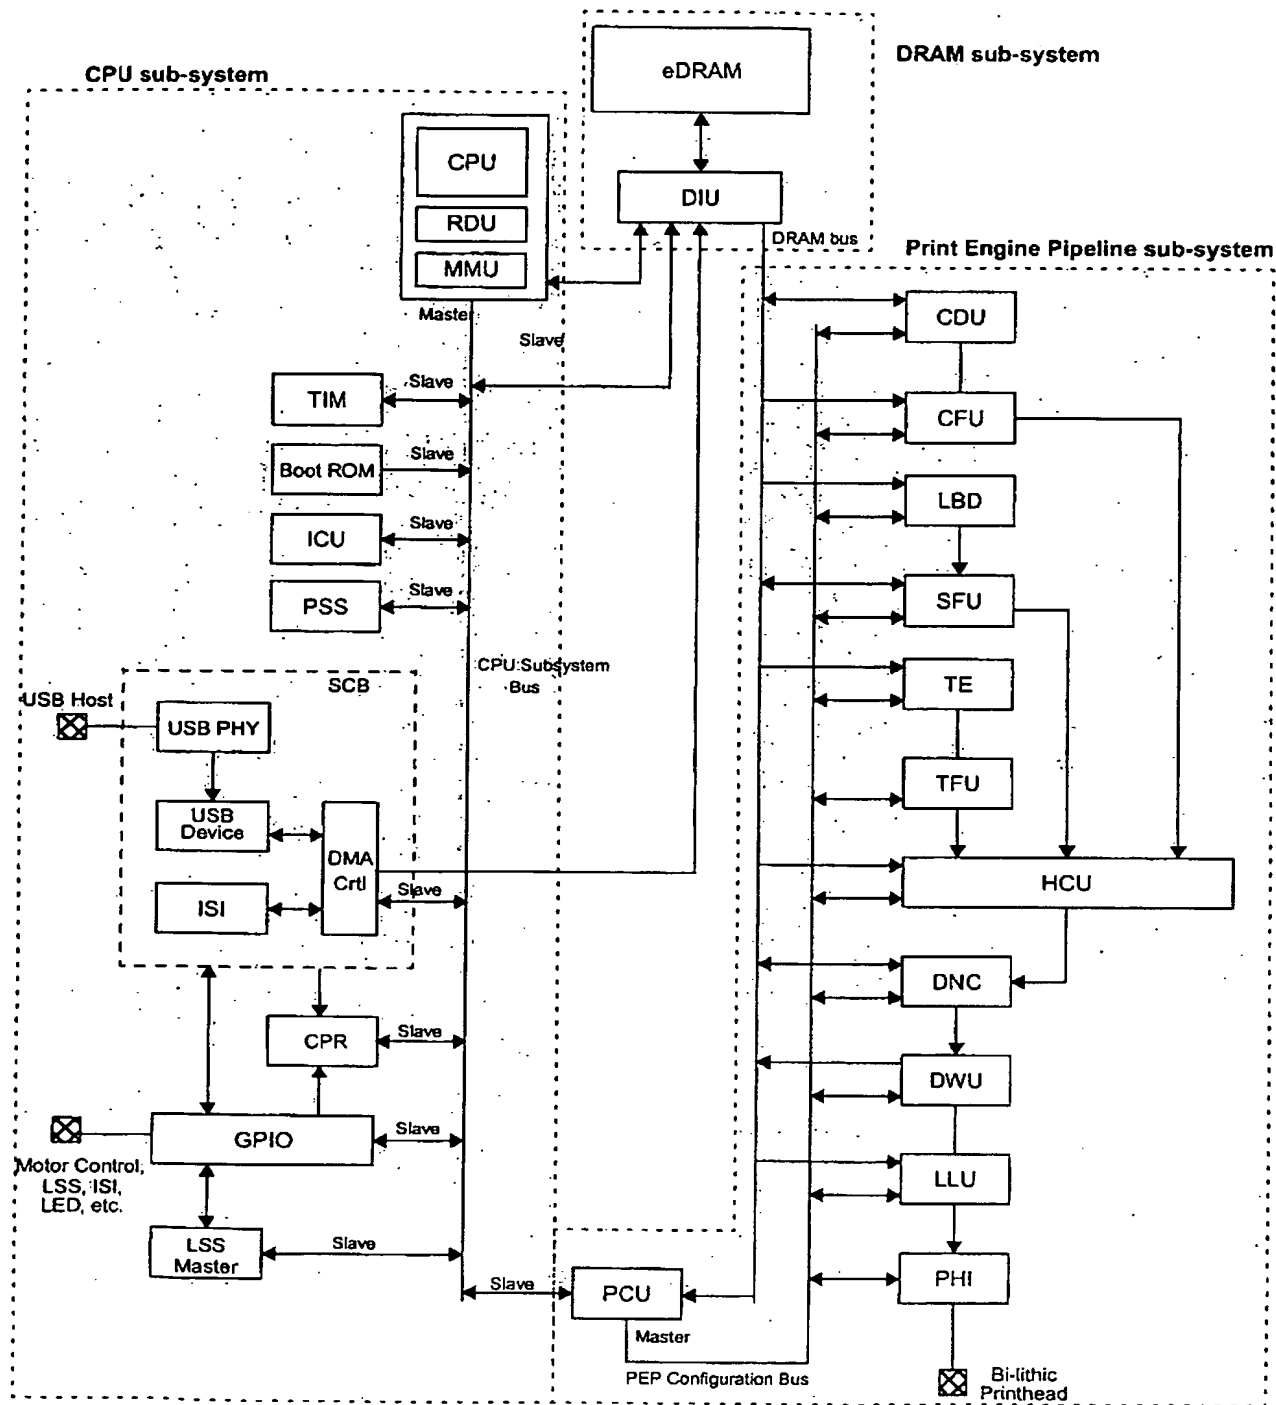 CPU sub-system
DRAM sub-system
eDRAM
CPU
RDU
MMU
DIU
DRAM bus
Print Engine Pipeline sub-system
Master
Slave
CDU
TIM
Slave
CFU
Boot ROM
Slave
LBD
ICU
Slave
PSS
Slave
SFU
CPU Subsystem
Bus
SCB
TE
USB Host
USB PHY
TFU
USB
Device
DMA
Crtl
Slave
HCU
ISI
DNC
CPR
Slave
DWU
GPIO
Slave
Motor Control,
LSS, ISI,
LED, etc.
LLU
LSS
Master
Slave
PHI
Slave
PCU
Master
PEP Configuration Bus
Bi-lithic
Printhead